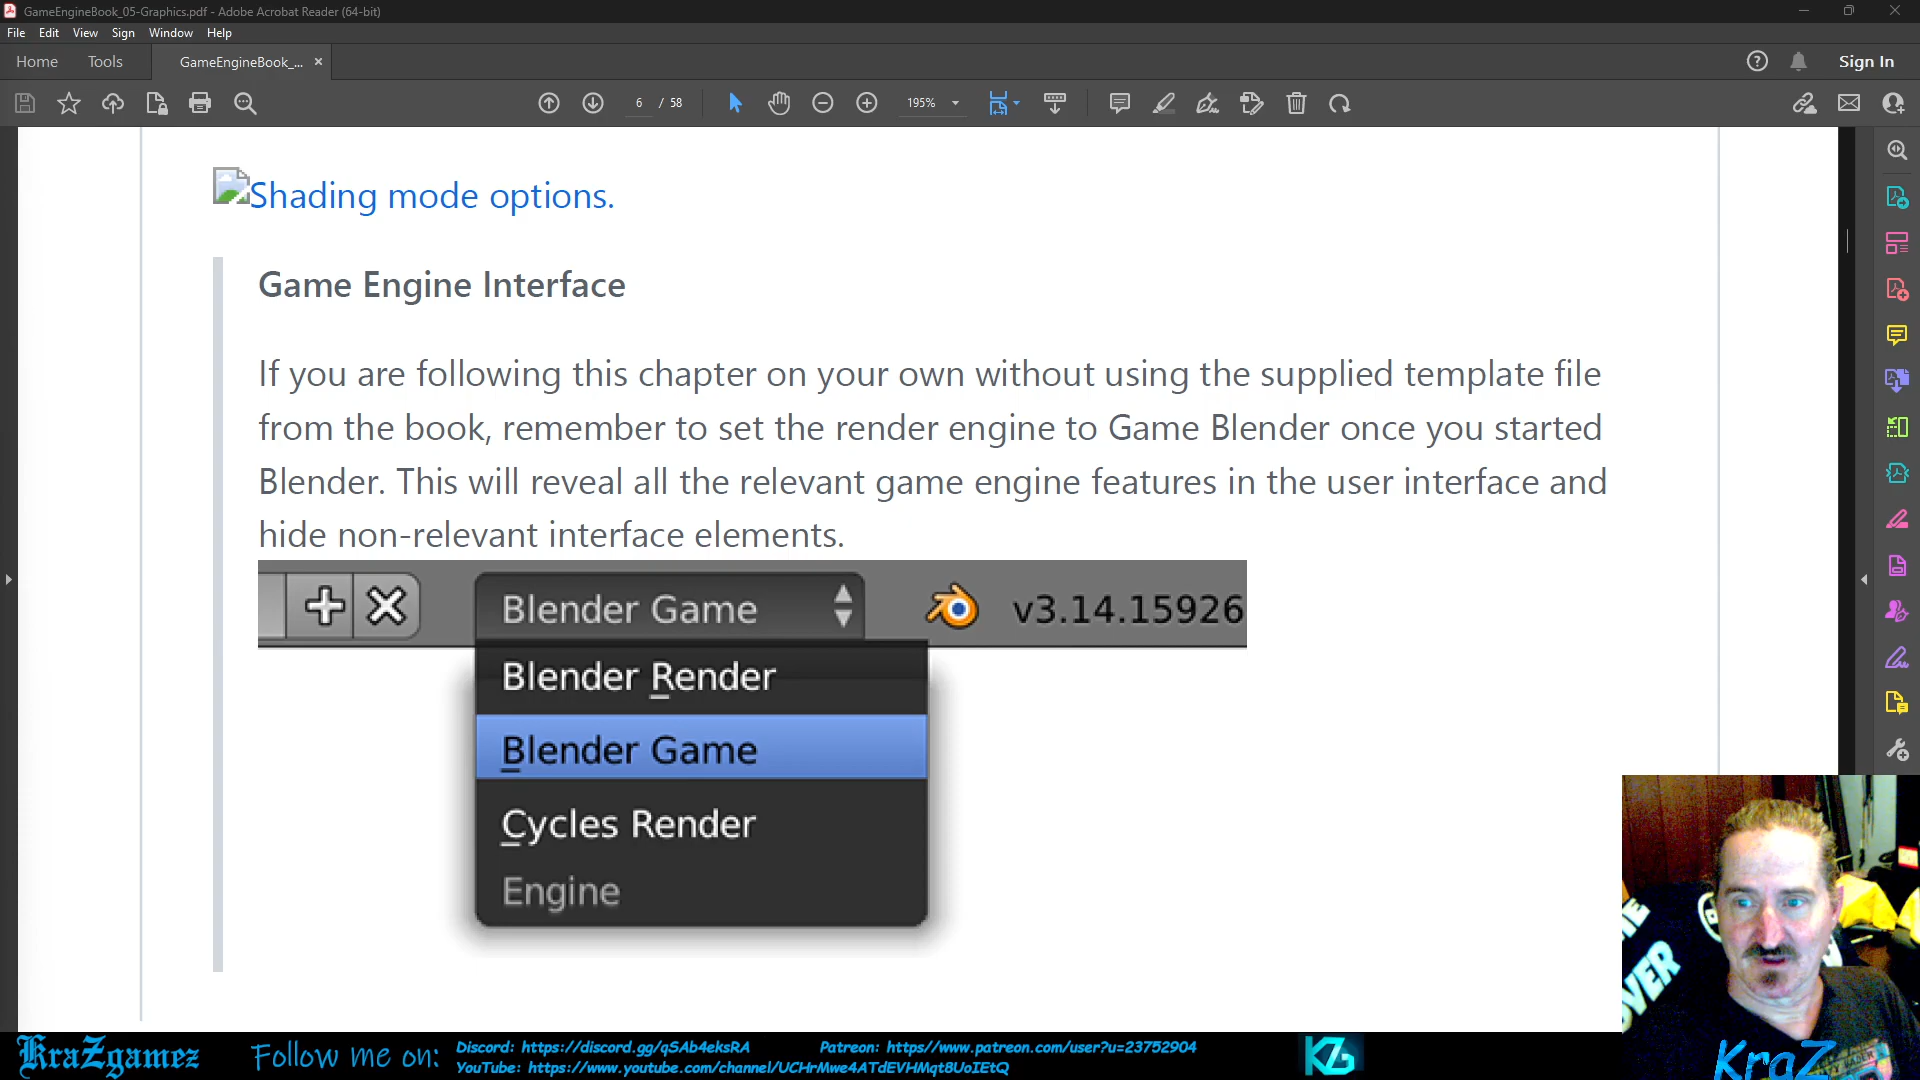 GameEngineBook_05-Graphics.pdf - Adobe Acrobat Reader (64-bit)
File Edit View Sign Window Help
Home Tools GameEngineBook_... × Sign In
6 / 58 195%
Shading mode options.
Game Engine Interface
If you are following this chapter on your own without using the supplied template file
from the book, remember to set the render engine to Game Blender once you started
Blender. This will reveal all the relevant game engine features in the user interface and
hide non-relevant interface elements.
Blender Game v3.14.15926
Blender Render
Blender Game
Cycles Render
Engine
OVER
KraZgamez Follow me on: Discord: https://discord.gg/qSAb4eksRA Patreon: https//www.patreon.com/user?u=23752904
YouTube: https://www.youtube.com/channel/UCHrMwe4ATdEVHMqt8UoIEtQ
KZG
KraZ